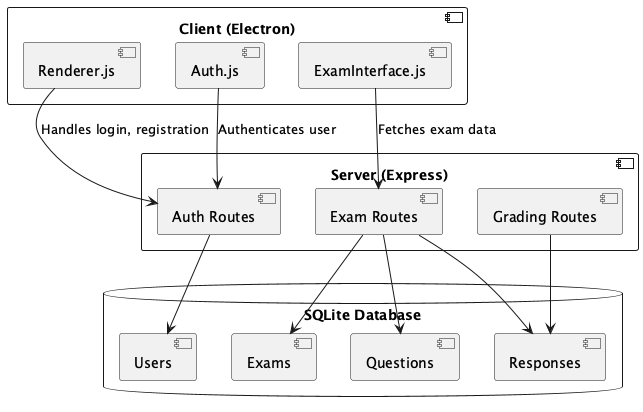 Client (Electron)
Renderer.js
Auth.js
ExamInterface.js
Handles login, registration
Authenticates user
Fetches exam data
Server (Express)
Auth Routes
Exam Routes
Grading Routes
SQLite Database
Users
Exams
Questions
Responses